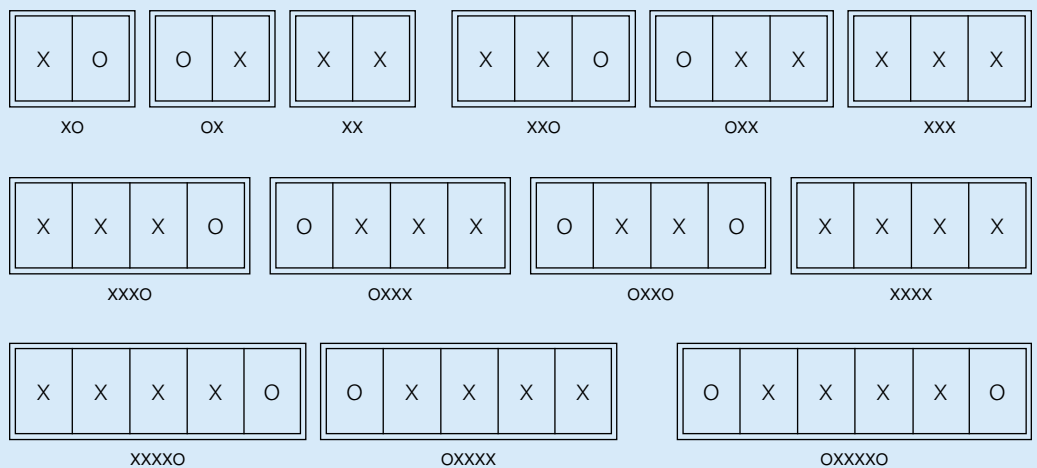 X O O X X X X X O O X X X X X
XO OX XX XXO OXX XXX
X X X O O X X X O X X O X X X X
XXXO OXXX OXXO XXXX
X X X X O O X X X X O X X X X O
XXXXO OXXXX OXXXXO